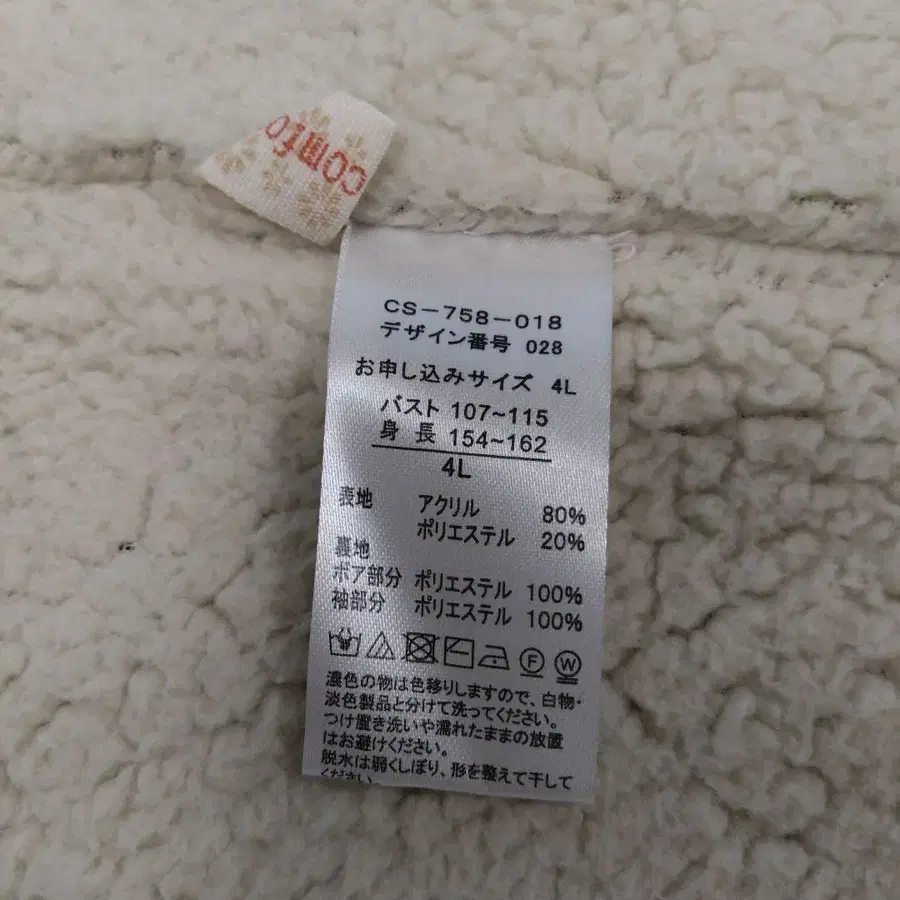 comfo
CS-758-018
デザイン番号 028
お申し込みサイズ 4L
バスト 107~115
身長 154~162
4L
表地 アクリル 80%
ポリエステル 20%
裏地
ボア部分 ポリエステル 100%
袖部分 ポリエステル 100%
F W
濃色の物は色移りしますので、白物・
淡色製品と分けて洗ってください。
つけ置き洗いや濡れたままの放置
はお避けください。
脱水は弱くしぼり、形を整えて干して
ください。